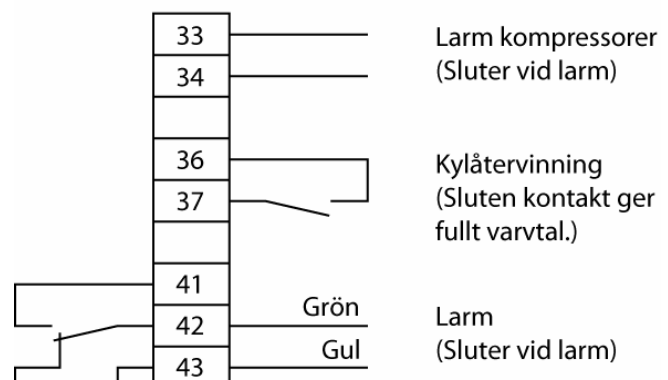 33
Larm kompressorer
34
(Sluter vid larm)
36
Kylåtervinning
37
(Sluten kontakt ger
fullt varvtal.)
41
42
Grön
Larm
43
Gul
(Sluter vid larm)